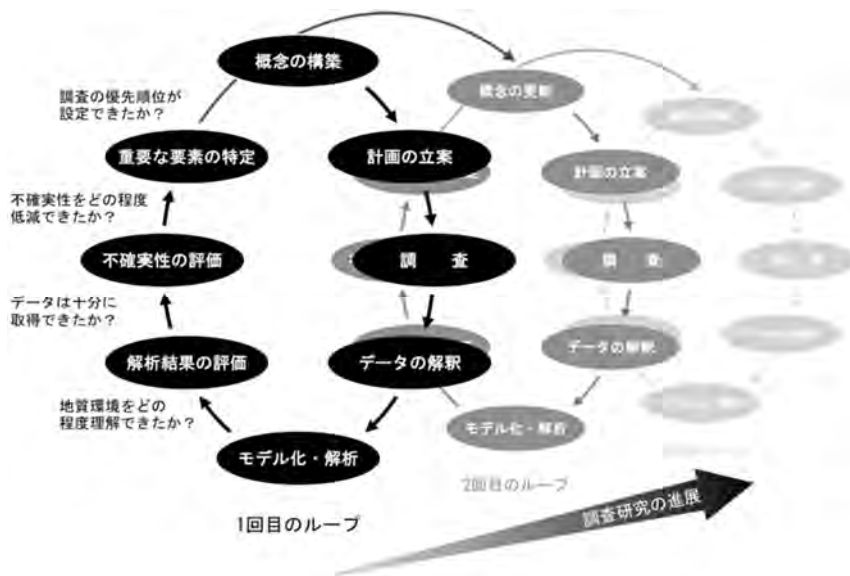 概念の構築
調査の優先順位が
設定できたか？
重要な要素の特定
計画の立案
不確実性をどの程度
低減できたか？
不確実性の評価
調　査
データは十分に
取得できたか？
解析結果の評価
データの解釈
地質環境をどの
程度理解できたか？
モデル化・解析
1回目のループ
概念の更新
計画の立案
調　査
データの解釈
モデル化・解析
2回目のループ
調査研究の進展